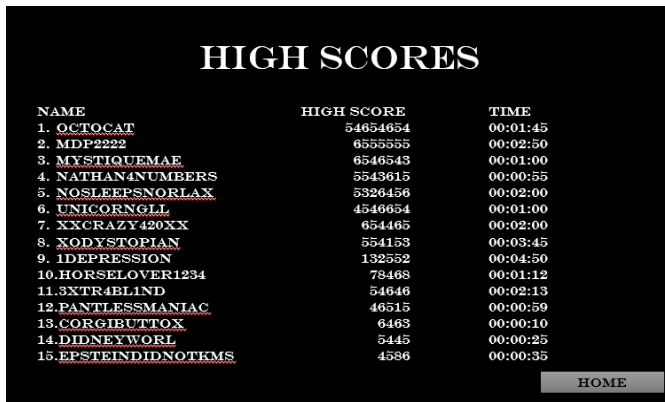 HIGH SCORES
NAME HIGH SCORE TIME
1. OCTOCAT 54654654 00:01:45
2. MDP2222 6555555 00:02:50
3. MYSTIQUEMAE 6546543 00:01:00
4. NATHAN4NUMBERS 5543615 00:00:55
5. NOSLEEPSNORLAX 5326456 00:02:00
6. UNICORNGLL 4546654 00:01:00
7. XXCRAZY420XX 654465 00:02:00
8. XODYSTOPIAN 554153 00:03:45
9. 1DEPRESSION 132552 00:04:50
10.HORSELOVER1234 78468 00:01:12
11.3XTR4BL1ND 54646 00:02:13
12.PANTLESSMANIAC 46515 00:00:59
13.CORGIBUTTOX 6463 00:00:10
14.DIDNEYWORL 5445 00:00:25
15.EPSTEINDIDNOTKMS 4586 00:00:35
HOME